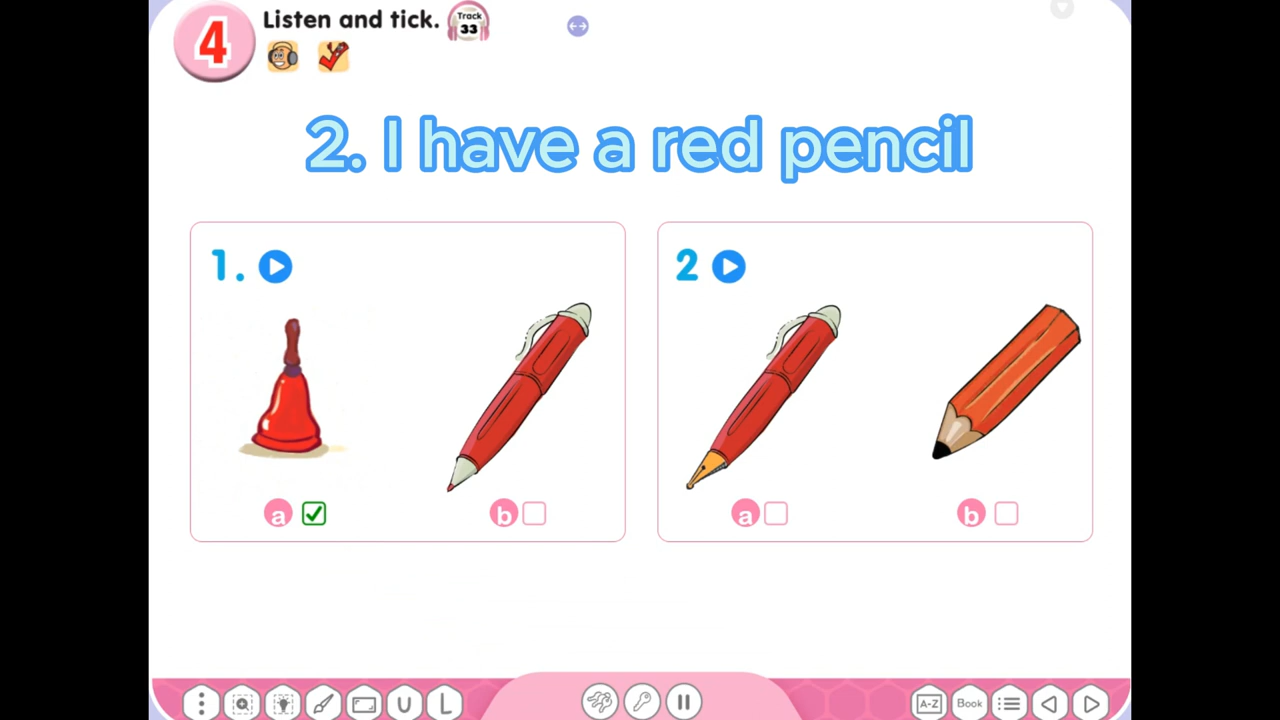 4 Listen and tick. Track 33
2. I have a red pencil
1. 2
a b a b
U L A-Z Book